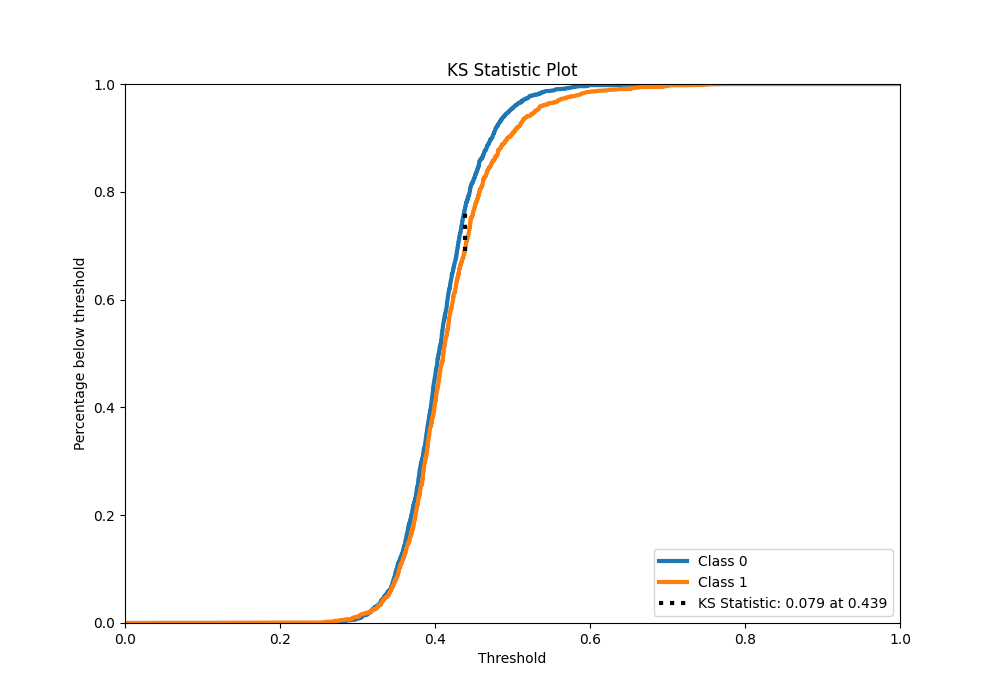 KS Statistic Plot
1.0
0.8
0.6
0.4
0.2
0.0
Percentage below threshold
0.0 0.2 0.4 0.6 0.8 1.0
Threshold
Class 0
Class 1
KS Statistic: 0.079 at 0.439